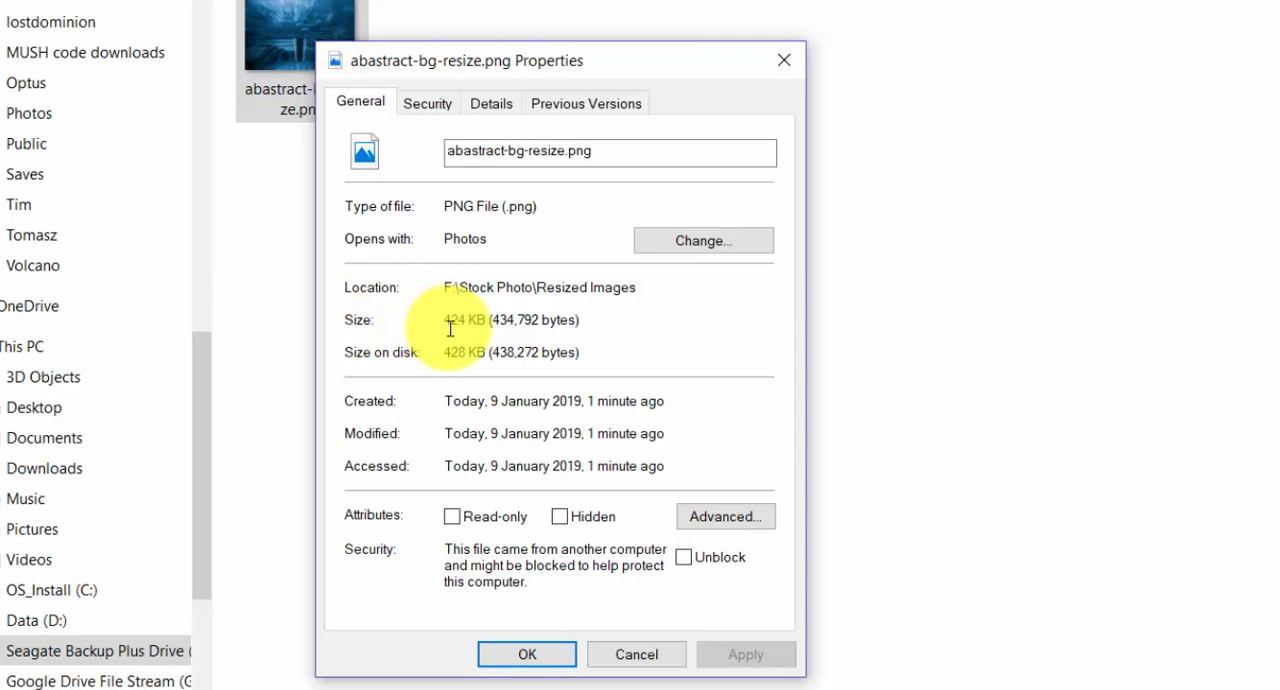 lostdominion
MUSH code downloads
Optus
Photos
Public
Saves
Tim
Tomasz
Volcano
OneDrive
This PC
3D Objects
Desktop
Documents
Downloads
Music
Pictures
Videos
OS_Install (C:)
Data (D:)
Seagate Backup Plus Drive (
Google Drive File Stream (G
abastract-
ze.pn
abastract-bg-resize.png Properties
General Security Details Previous Versions
abastract-bg-resize.png
Type of file: PNG File (.png)
Opens with: Photos Change...
Location: F:\Stock Photo\Resized Images
Size: 424 KB (434,792 bytes)
Size on disk: 428 KB (438,272 bytes)
Created: Today, 9 January 2019, 1 minute ago
Modified: Today, 9 January 2019, 1 minute ago
Accessed: Today, 9 January 2019, 1 minute ago
Attributes: Read-only Hidden Advanced...
Security: This file came from another computer
and might be blocked to help protect
this computer.
Unblock
OK Cancel Apply